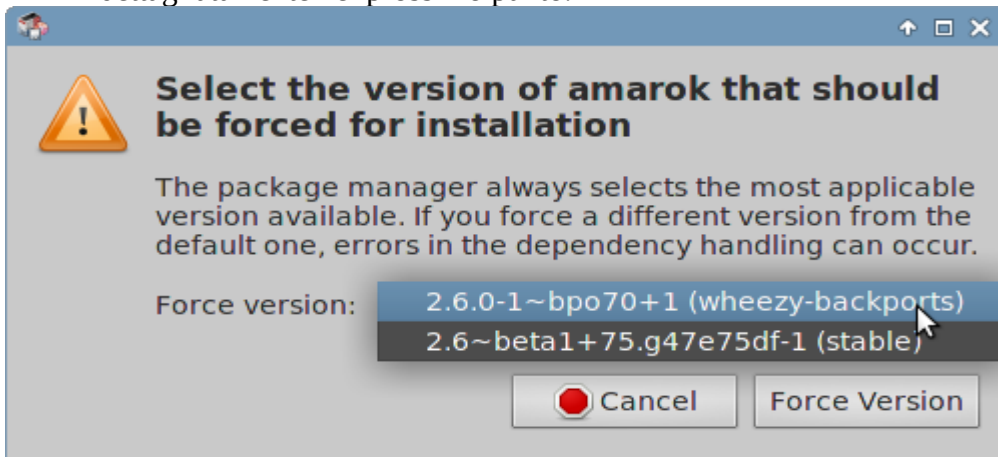 Select the version of amarok that should
be forced for installation
The package manager always selects the most applicable
version available. If you force a different version from the
default one, errors in the dependency handling can occur.
Force version:
2.6.0-1~bpo70+1 (wheezy-backports)
2.6~beta1+75.g47e75df-1 (stable)
Cancel
Force Version